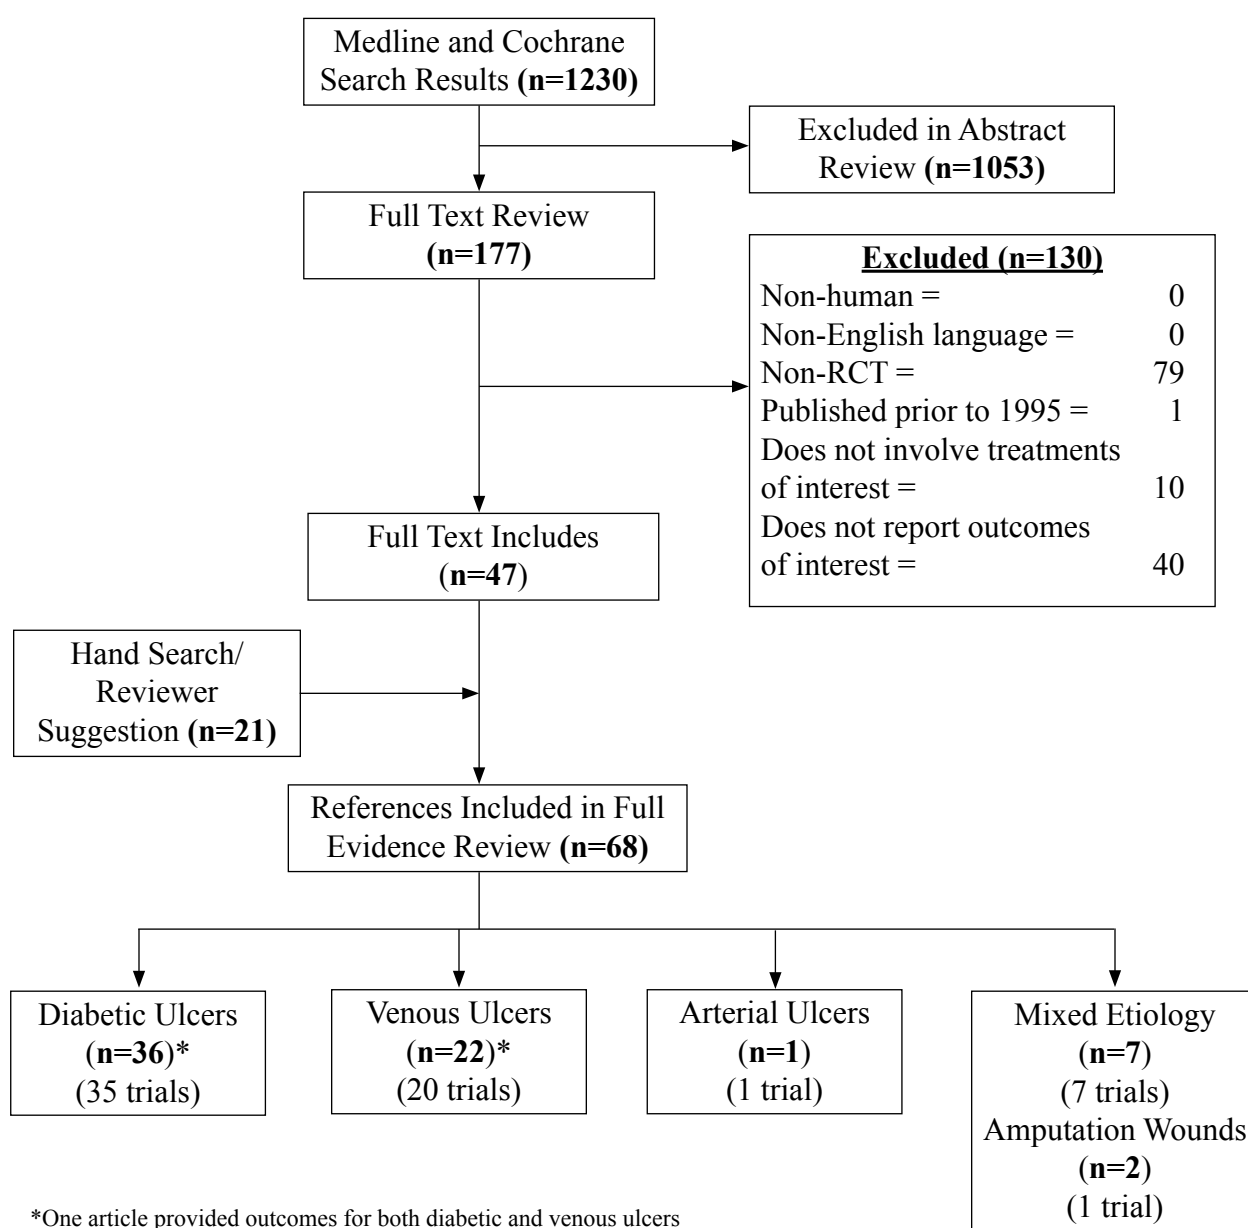 Medline and Cochrane
Search Results (n=1230)
Excluded in Abstract
Review (n=1053)
Full Text Review
(n=177)
Excluded (n=130)
Non-human = 0
Non-English language = 0
Non-RCT = 79
Published prior to 1995 = 1
Does not involve treatments
of interest = 10
Does not report outcomes
of interest = 40
Full Text Includes
(n=47)
Hand Search/
Reviewer
Suggestion (n=21)
References Included in Full
Evidence Review (n=68)
Diabetic Ulcers
(n=36)*
(35 trials)
Venous Ulcers
(n=22)*
(20 trials)
Arterial Ulcers
(n=1)
(1 trial)
Mixed Etiology
(n=7)
(7 trials)
Amputation Wounds
(n=2)
(1 trial)
*One article provided outcomes for both diabetic and venous ulcers